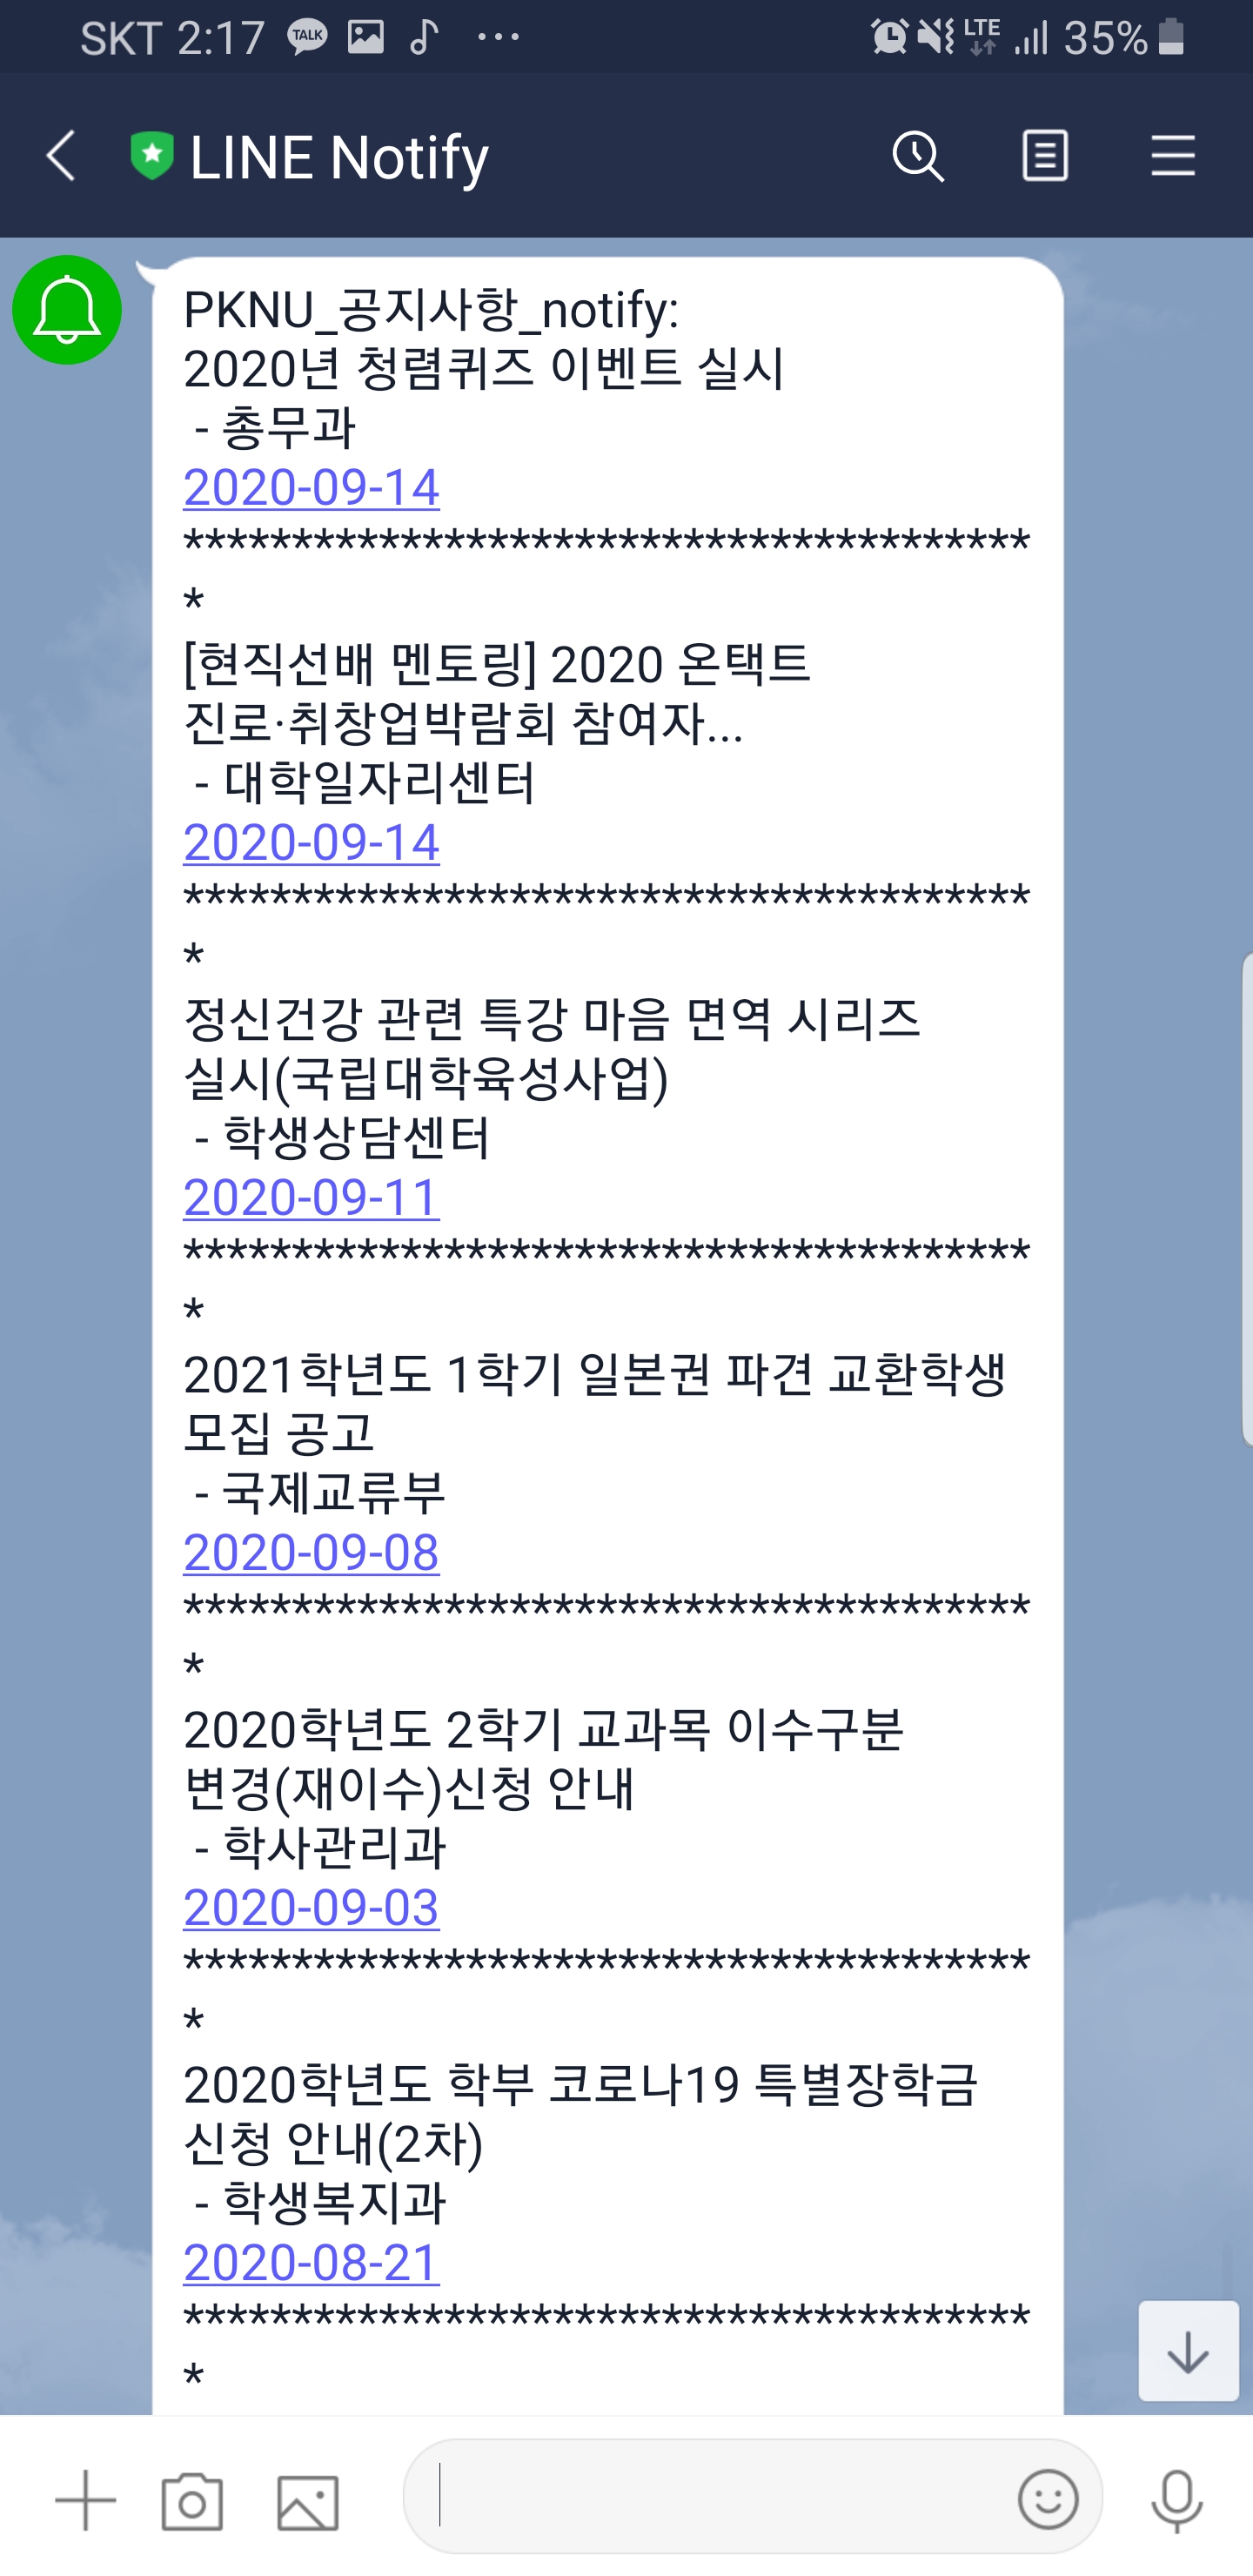 SKT 2:17 TALK LTE 35%
LINE Notify
PKNU_공지사항_notify:
2020년 청렴퀴즈 이벤트 실시
- 총무과
2020-09-14
***************************************
*
[현직선배 멘토링] 2020 온택트
진로·취창업박람회 참여자...
- 대학일자리센터
2020-09-14
***************************************
*
정신건강 관련 특강 마음 면역 시리즈
실시(국립대학육성사업)
- 학생상담센터
2020-09-11
***************************************
*
2021학년도 1학기 일본권 파견 교환학생
모집 공고
- 국제교류부
2020-09-08
***************************************
*
2020학년도 2학기 교과목 이수구분
변경(재이수)신청 안내
- 학사관리과
2020-09-03
***************************************
*
2020학년도 학부 코로나19 특별장학금
신청 안내(2차)
- 학생복지과
2020-08-21
***************************************
*